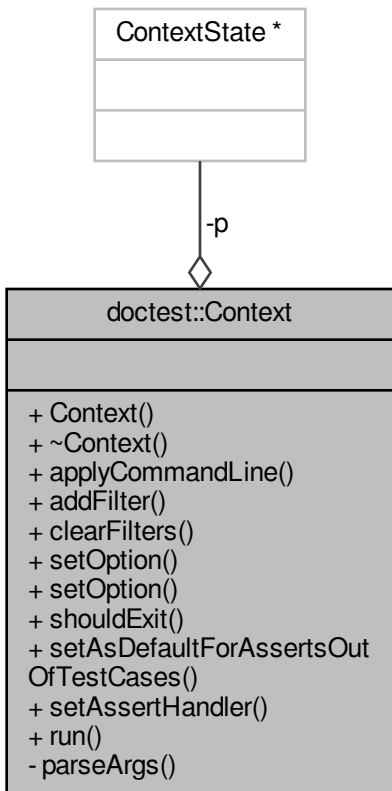 ContextState *
-p
doctest::Context
+ Context()
+ ~Context()
+ applyCommandLine()
+ addFilter()
+ clearFilters()
+ setOption()
+ setOption()
+ shouldExit()
+ setAsDefaultForAssertsOut
OfTestCases()
+ setAssertHandler()
+ run()
- parseArgs()